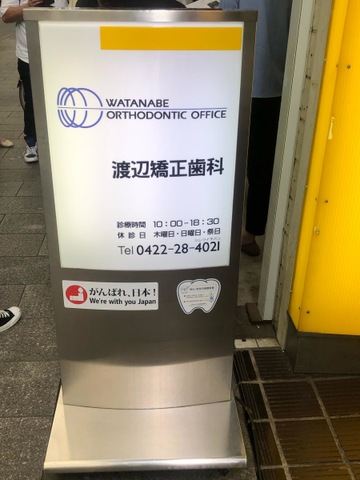 WATANABE
ORTHODONTIC OFFICE
渡辺矯正歯科
診療時間 10:00-18:30
休診日 木曜日・日曜日・祭日
Tel 0422-28-4021
がんばれ、日本!
We're with you Japan